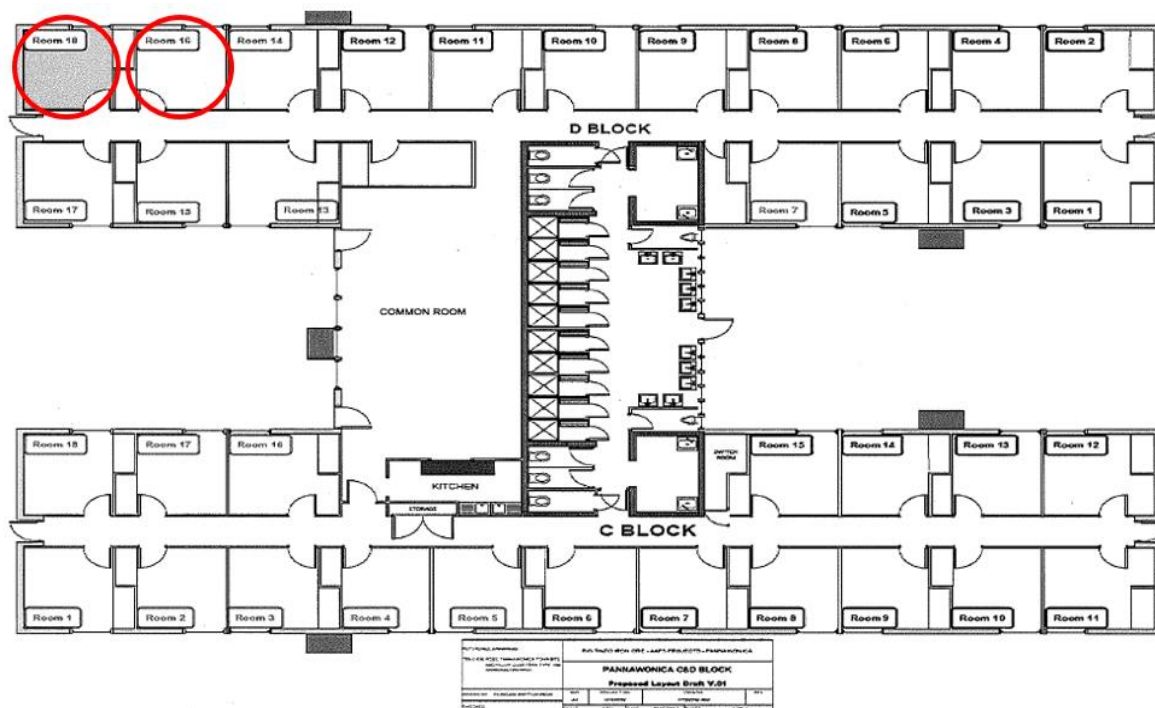 Room 18
Room 16
Room 14
Room 12
Room 11
Room 10
Room 9
Room 8
Room 6
Room 4
Room 2
D BLOCK
Room 17
Room 15
Room 13
Room 7
Room 5
Room 3
Room 1
COMMON ROOM
Room 18
Room 17
Room 16
Room 15
Room 14
Room 13
Room 12
ROOM
KITCHEN
STORAGE
C BLOCK
Room 1
Room 2
Room 3
Room 4
Room 5
Room 6
Room 7
Room 8
Room 9
Room 10
Room 11
PANNAWONICA C&D BLOCK
Proposed Layout Draft V.01